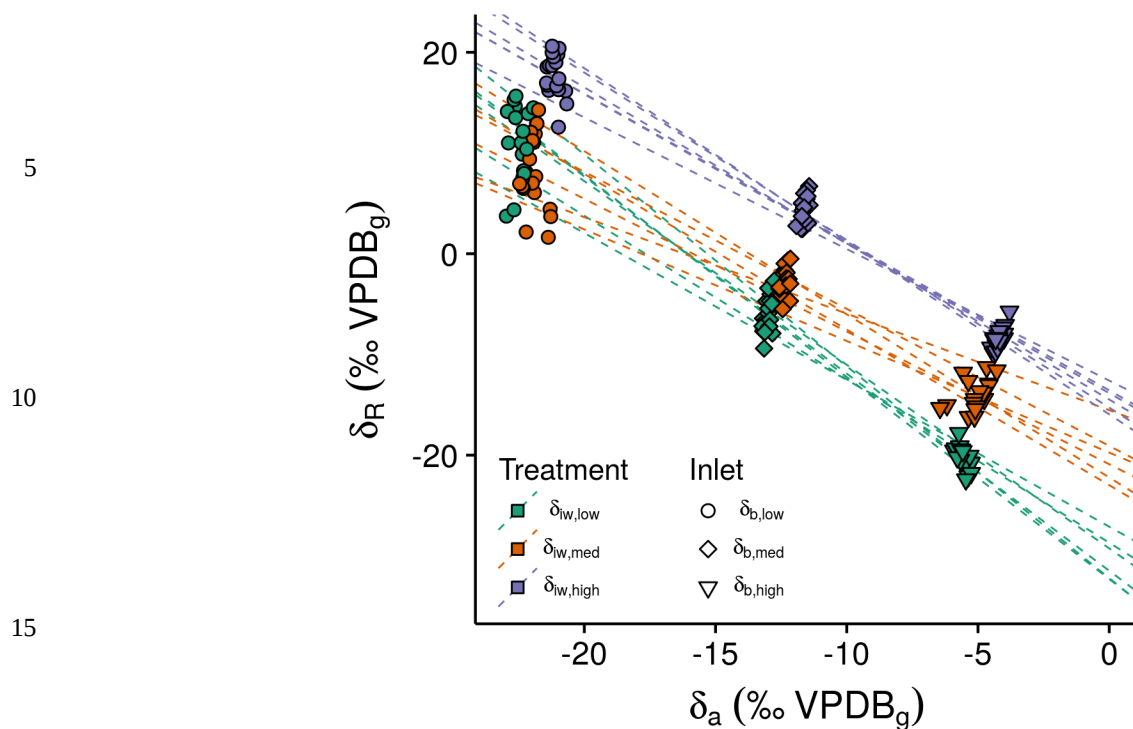 20
5
δR (‰ VPDBg)
0
10
-20
Treatment Inlet
δiw,low δb,low
δiw,med δb,med
δiw,high δb,high
15
-20 -15 -10 -5 0
δa (‰ VPDBg)